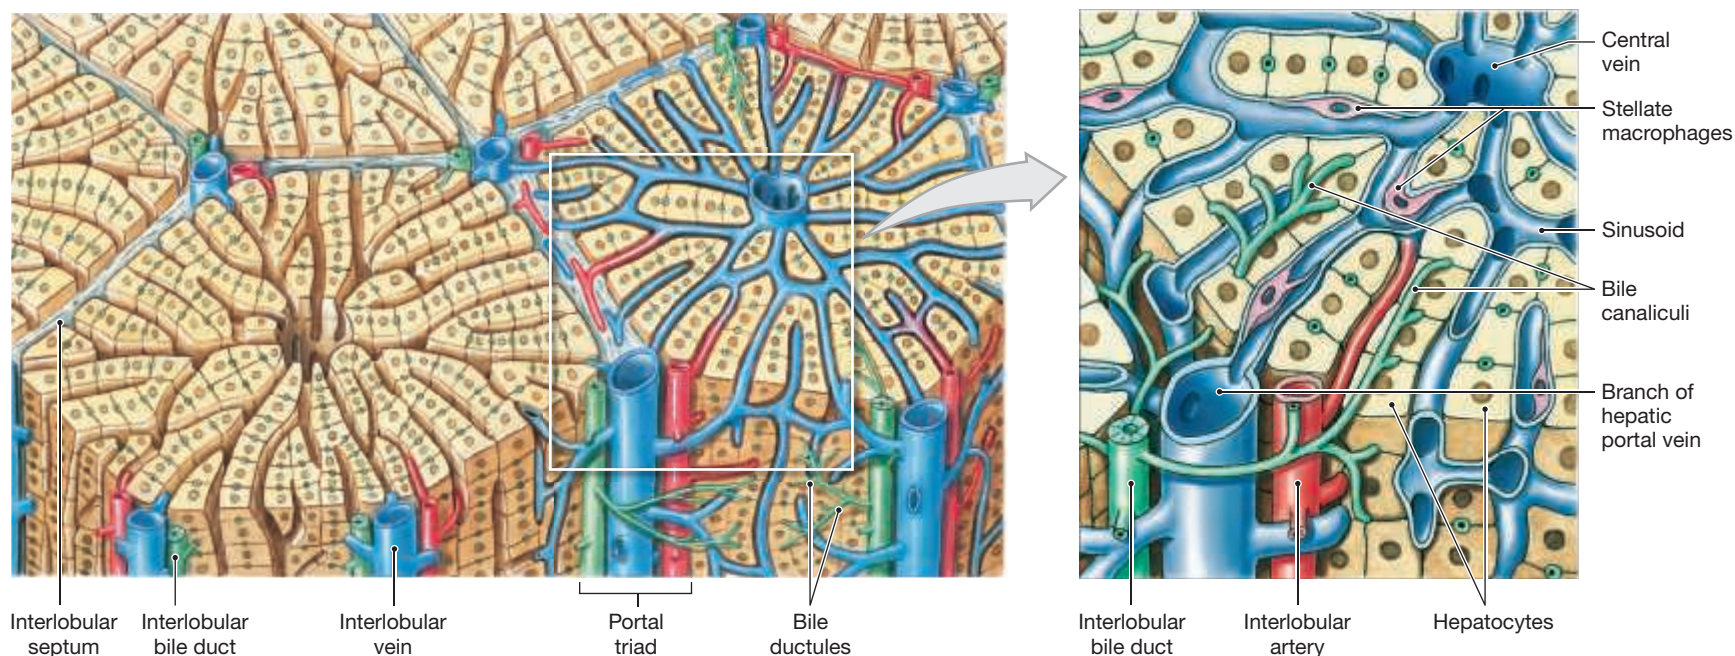 Interlobular
septum
Interlobular
bile duct
Interlobular
vein
Portal
triad
Bile
ductules
Central
vein
Stellate
macrophages
Sinusoid
Bile
canaliculi
Branch of
hepatic
portal vein
Interlobular
bile duct
Interlobular
artery
Hepatocytes